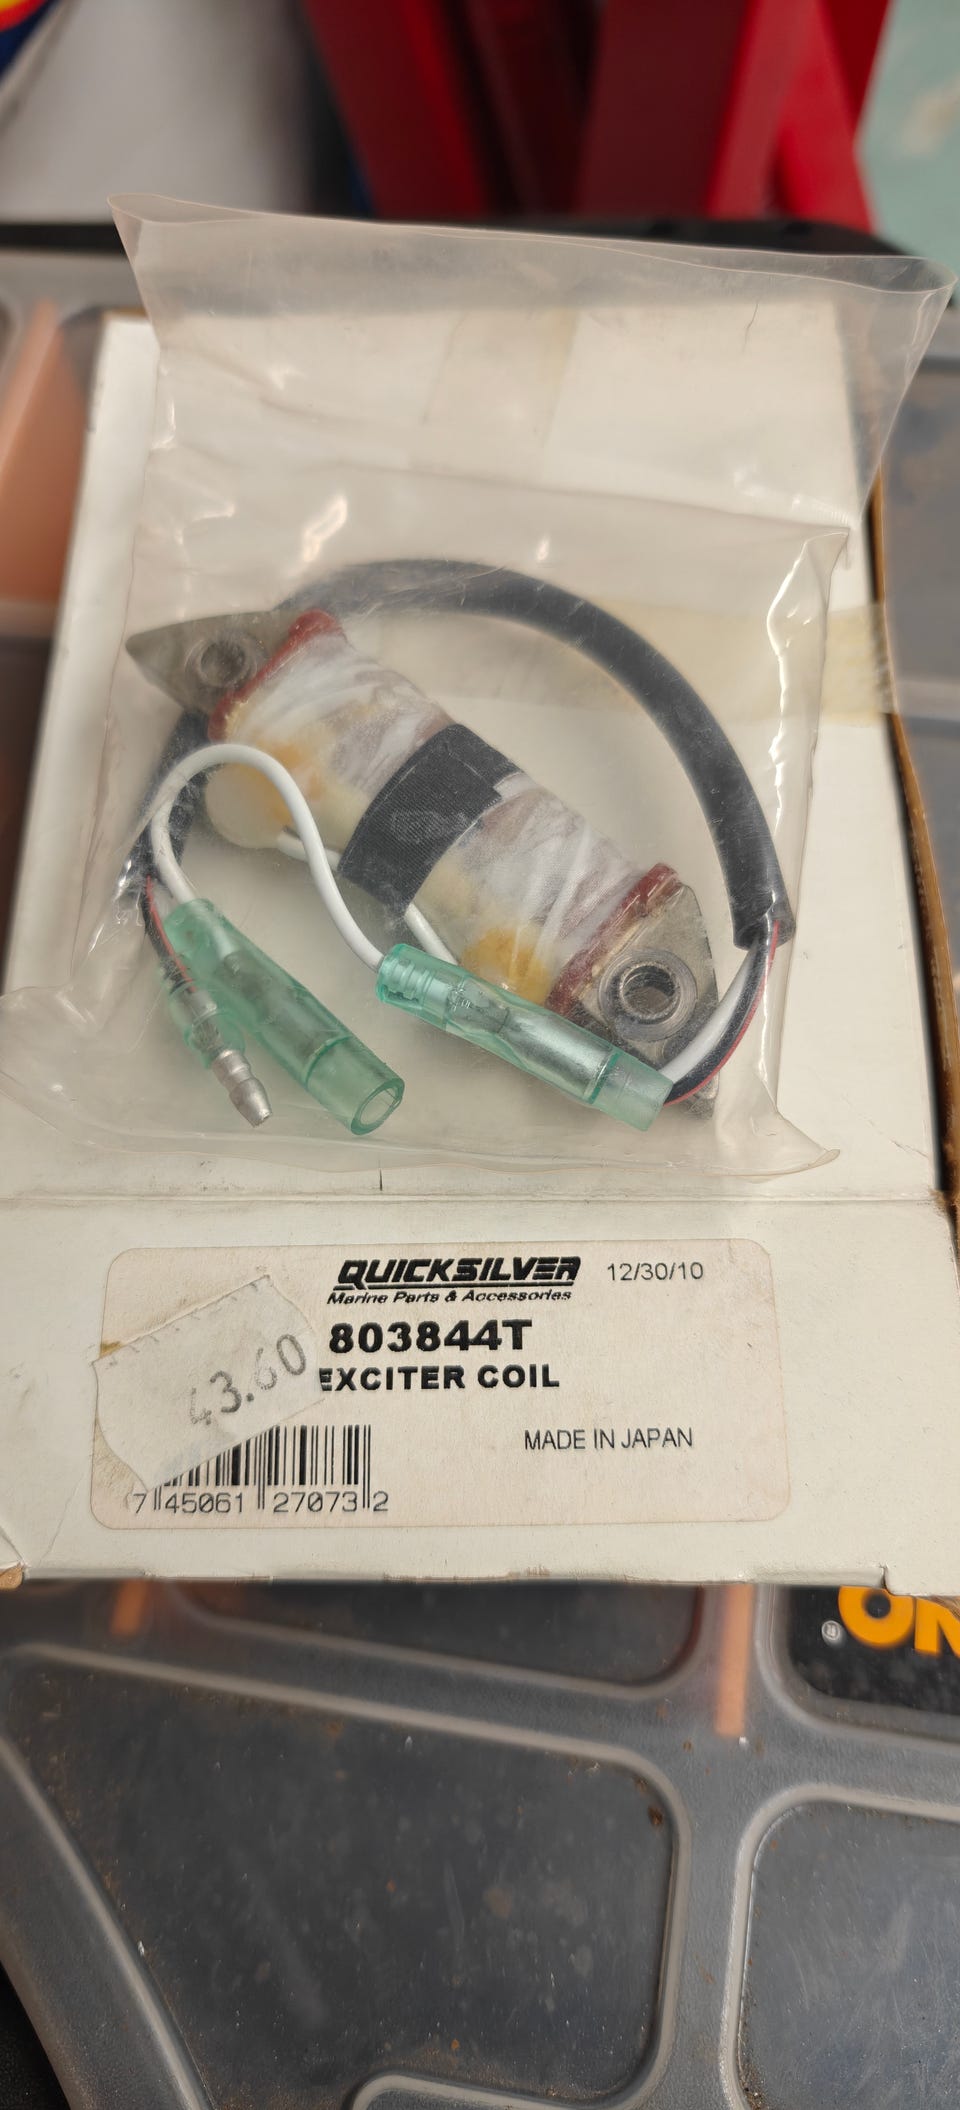 QUICKSILVER 12/30/10
Marine Parts & Accessories
803844T
EXCITER COIL
43.60
MADE IN JAPAN
7 45061 27073 2
ON
®